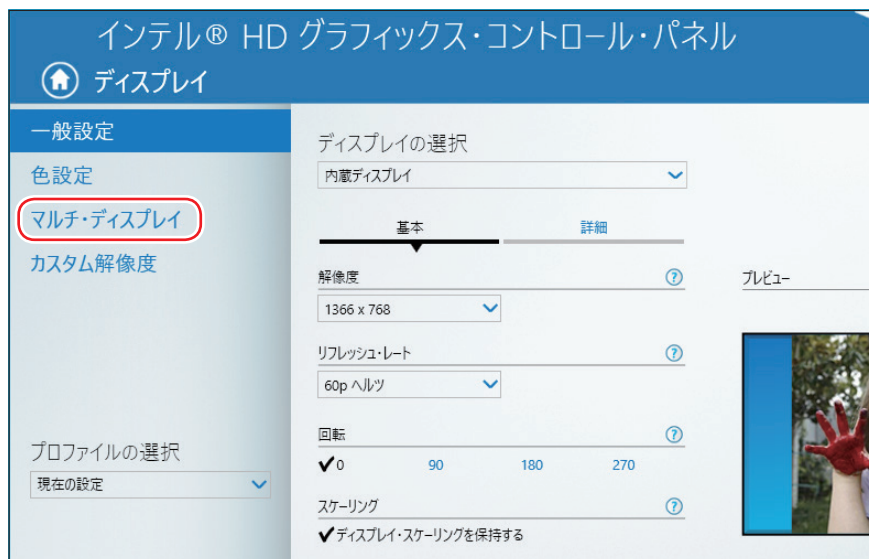 インテル® HD グラフィックス・コントロール・パネル
ディスプレイ
一般設定
色設定
マルチ・ディスプレイ
カスタム解像度
プロファイルの選択
現在の設定
ディスプレイの選択
内蔵ディスプレイ
基本 詳細
解像度 ?
1366 x 768
リフレッシュ・レート ?
60p ヘルツ
回転 ?
✔0 90 180 270
スケーリング ?
✔ディスプレイ・スケーリングを保持する
プレビュー